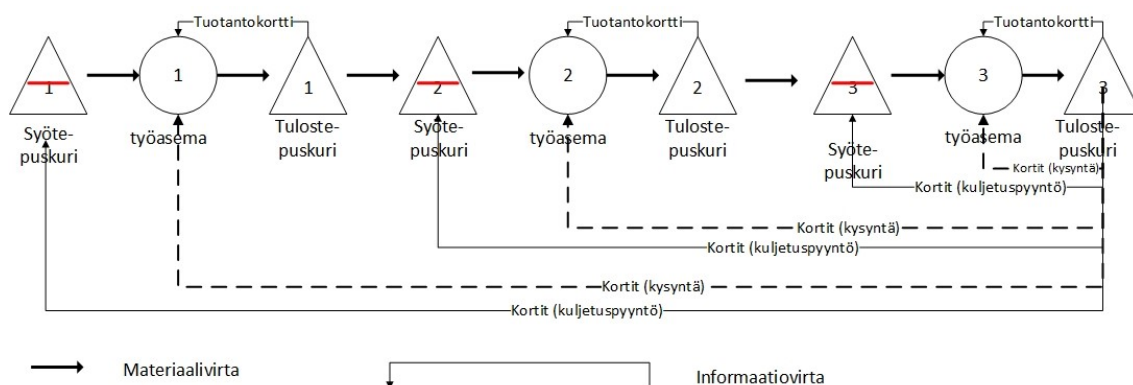 Tuotantokortti
Tuotantokortti
Tuotantokortti
1
1
1
2
2
2
3
3
3
Syöte-
puskuri
työasema
Tuloste-
puskuri
Syöte-
puskuri
työasema
Tuloste-
puskuri
Syöte-
puskuri
työasema
Tuloste-
puskuri
Kortit (kysyntä)
Kortit (kuljetuspyyntö)
Kortit (kysyntä)
Kortit (kuljetuspyyntö)
Kortit (kysyntä)
Kortit (kuljetuspyyntö)
Materiaalivirta
Informaatiovirta